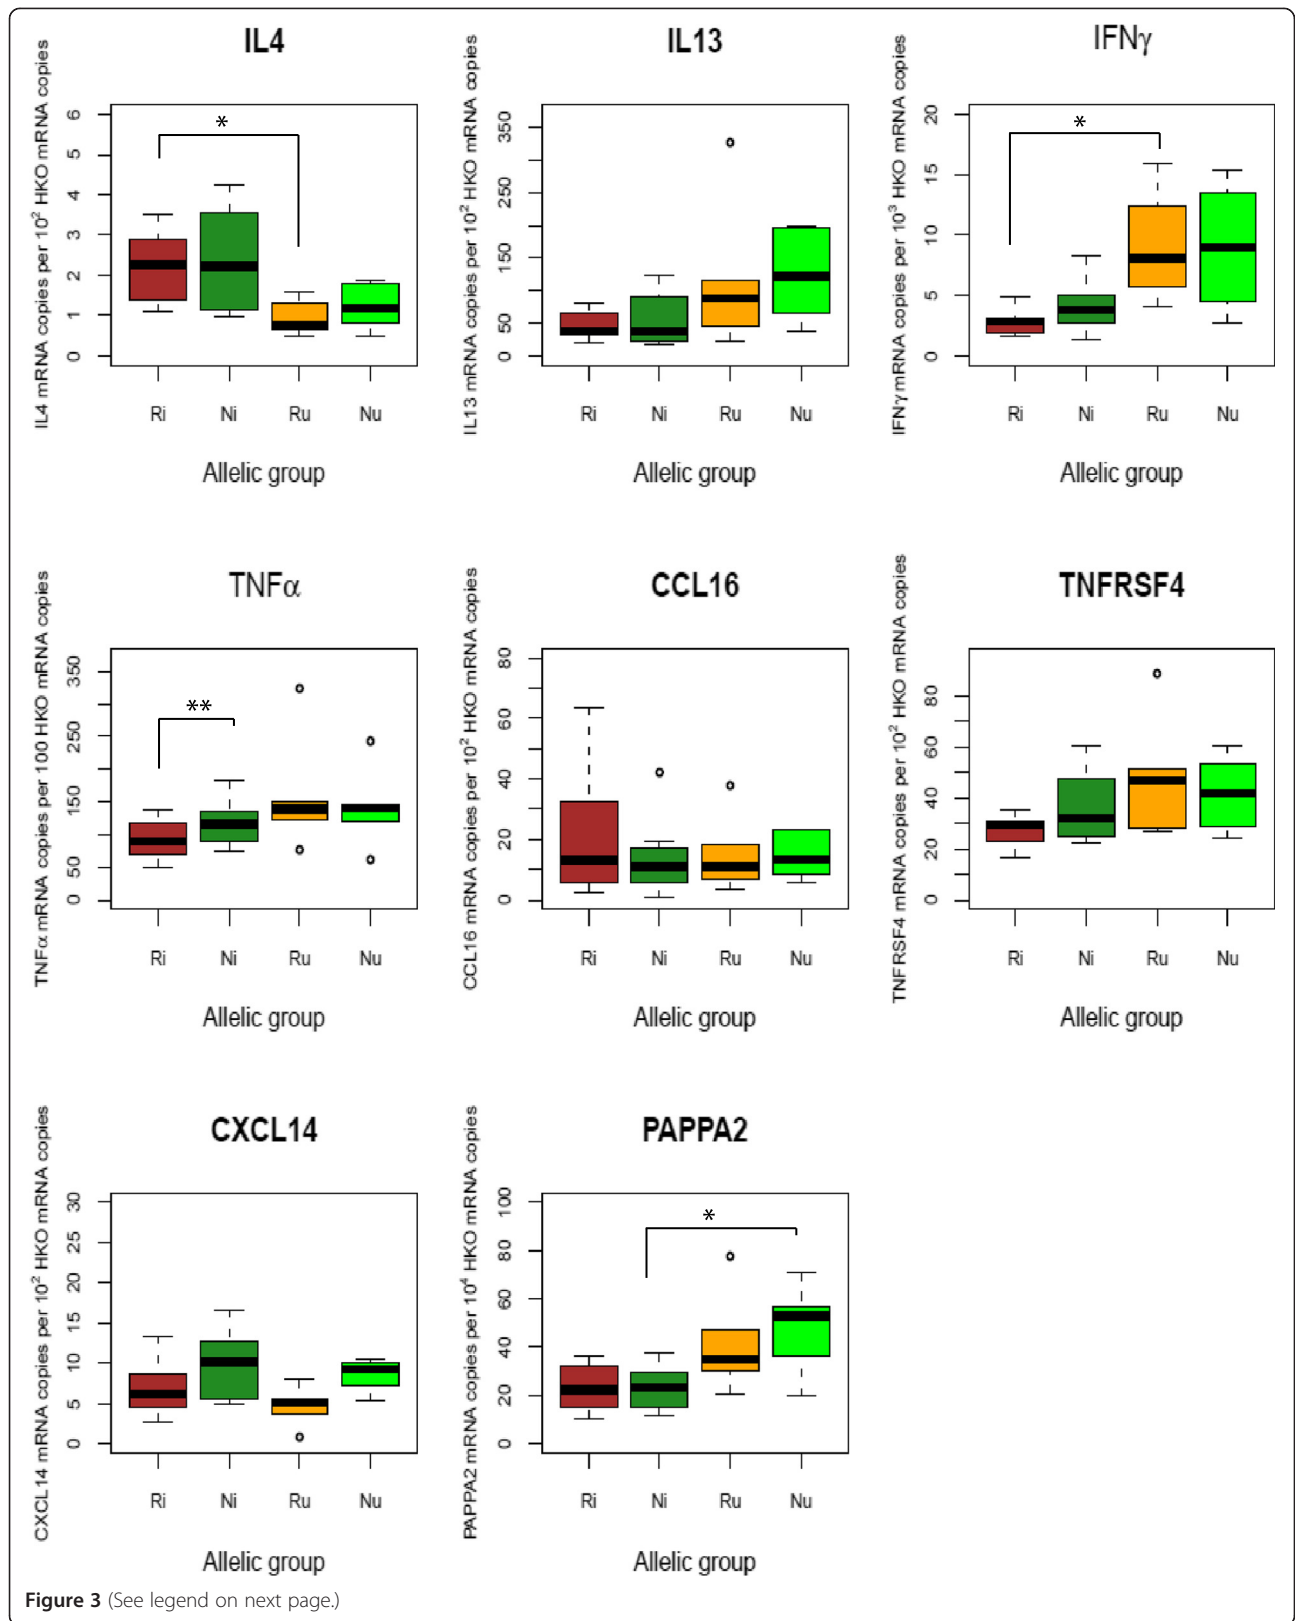 IL4
IL4 mRNA copies per 10² HKO mRNA copies
0 1 2 3 4 5 6
*
Ri Ni Ru Nu
Allelic group
IL13
IL13 mRNA copies per 10² HKO mRNA copies
0 50 150 250 350
Ri Ni Ru Nu
Allelic group
IFNγ
IFNγ mRNA copies per 10³ HKO mRNA copies
0 5 10 15 20
*
Ri Ni Ru Nu
Allelic group
TNFα
TNFα mRNA copies per 100 HKO mRNA copies
0 50 150 250 350
**
Ri Ni Ru Nu
Allelic group
CCL16
CCL16 mRNA copies per 10² HKO mRNA copies
0 20 40 60 80
Ri Ni Ru Nu
Allelic group
TNFRSF4
TNFRSF4 mRNA copies per 10² HKO mRNA copies
0 20 40 60 80
Ri Ni Ru Nu
Allelic group
CXCL14
CXCL14 mRNA copies per 10² HKO mRNA copies
0 5 10 15 20 25 30
Ri Ni Ru Nu
Allelic group
PAPPA2
PAPPA2 mRNA copies per 10⁴ HKO mRNA copies
0 20 40 60 80 100
*
Ri Ni Ru Nu
Allelic group
Figure 3 (See legend on next page.)